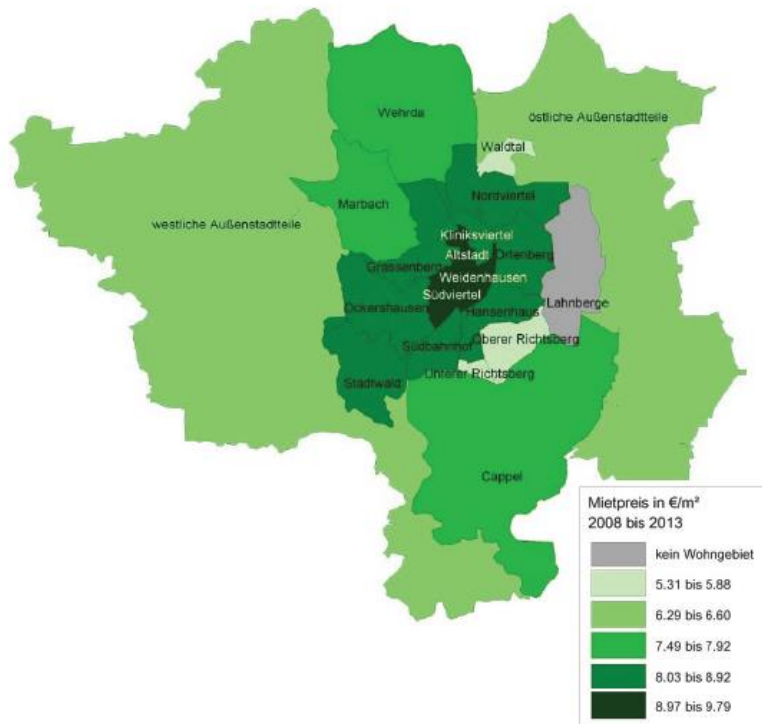 Wehrda
östliche Außenstadtteile
Waldtal
Nordviertel
Marbach
westliche Außenstadtteile
Kliniksviertel
Altstadt
Ortenberg
Grassenberg
Weidenhausen
Südviertel
Ockershausen
Hansenhaus
Lahnberge
Oberer Richtsberg
Südbahnhof
Unterer Richtsberg
Stadtwald
Cappel
Mietpreis in €/m²
2008 bis 2013
kein Wohngebiet
5.31 bis 5.88
6.29 bis 6.60
7.49 bis 7.92
8.03 bis 8.92
8.97 bis 9.79